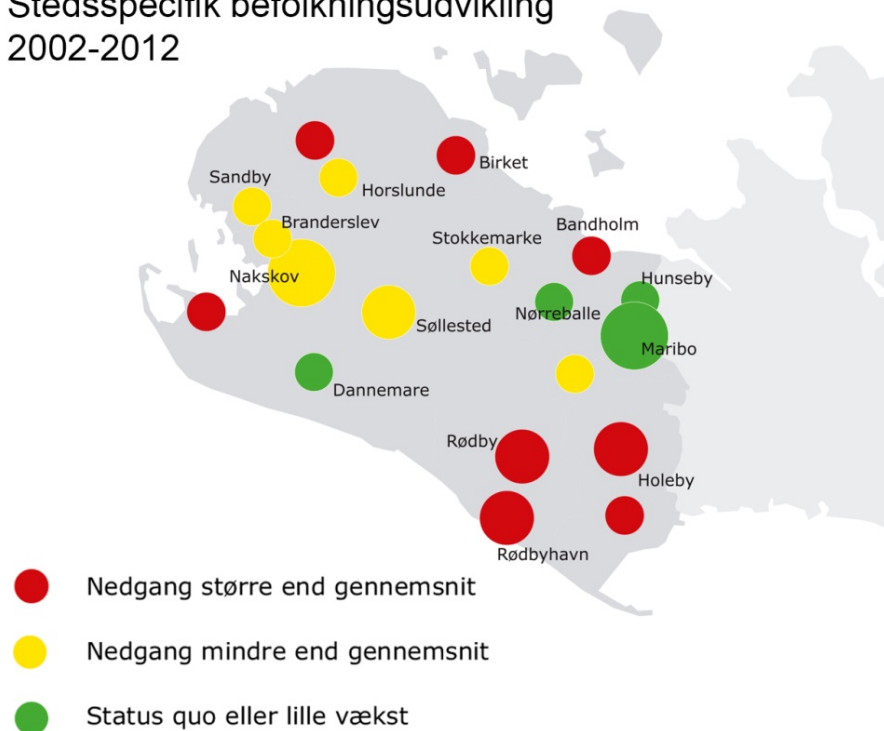 Stedsspecifik befolkningsudvikling
2002-2012
Birket
Sandby
Horslunde
Branderslev
Bandholm
Stokkemarke
Nakskov
Hunseby
Nørreballe
Søllested
Maribo
Dannemare
Rødby
Holeby
Rødbyhavn
Nedgang større end gennemsnit
Nedgang mindre end gennemsnit
Status quo eller lille vækst